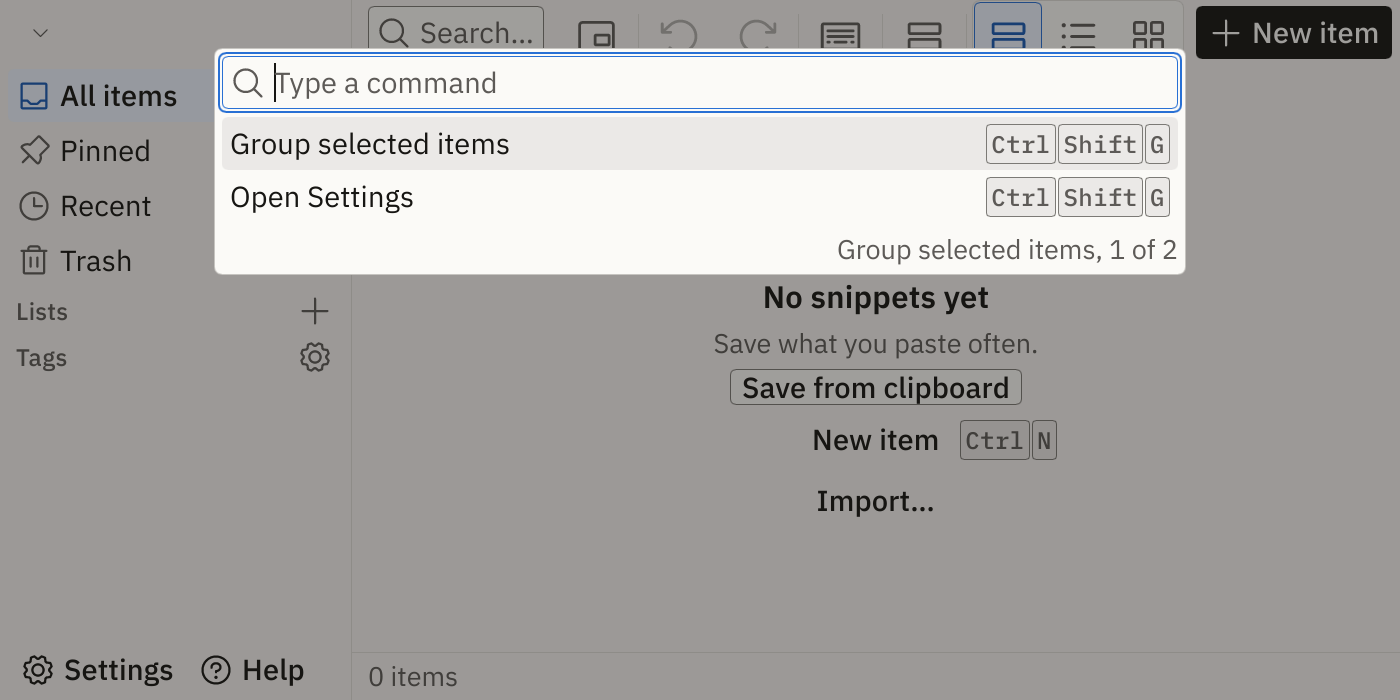 Search...
New item
Type a command
All items
Group selected items Ctrl Shift G
Pinned
Open Settings Ctrl Shift G
Recent
Group selected items, 1 of 2
Trash
No snippets yet
Lists
Save what you paste often.
Tags
Save from clipboard
New item Ctrl N
Import...
Settings
Help
0 items